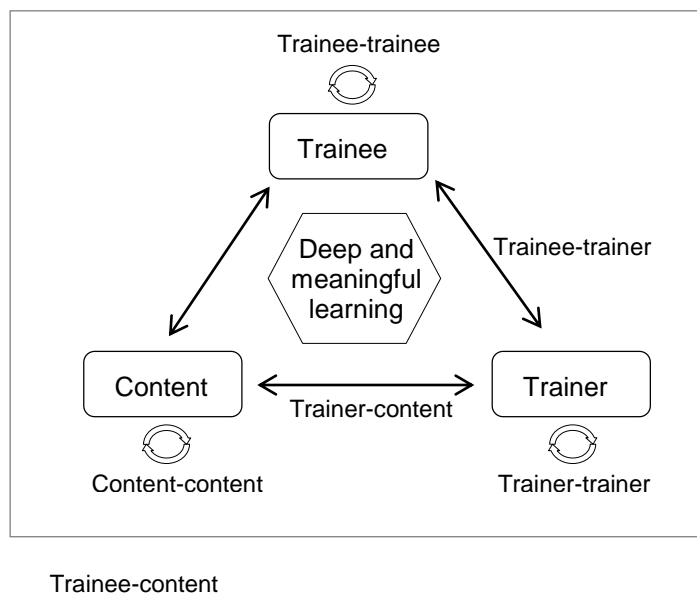 Trainee-trainee
Trainee
Deep and
meaningful
learning
Trainee-trainer
Content
Trainer-content
Trainer
Content-content
Trainer-trainer
Trainee-content